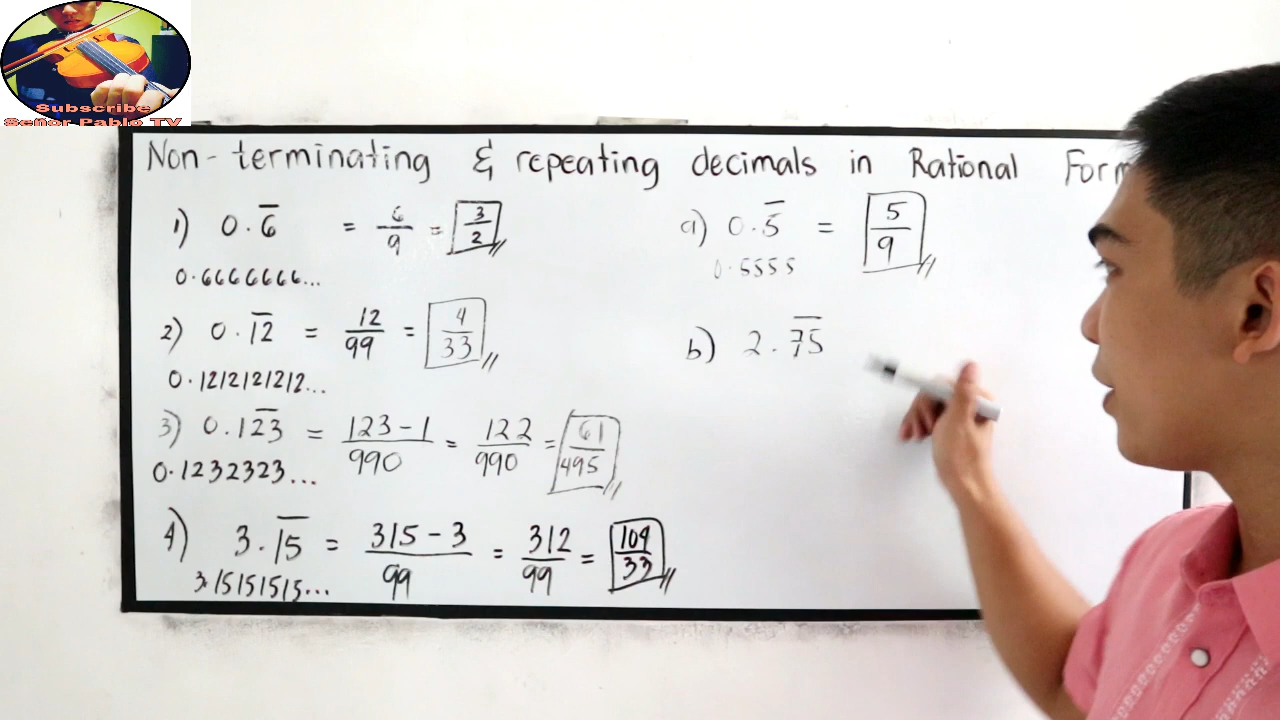 Subscribe
Señor Pablo TV
Non-terminating & repeating decimals in Rational Form
1) 0.6̅ = 6/9 = 3/2
0.6666666...
2) 0.1̅2̅ = 12/99 = 4/33
0.1212121212...
3) 0.12̅3̅ = 123-1/990 = 122/990 = 61/495
0.1232323...
4) 3.1̅5̅ = 315-3/99 = 312/99 = 104/33
3.15151515...
a) 0.5̅ = 5/9
0.5555
b) 2.7̅5̅